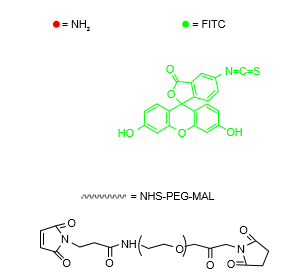 = NH2 = FITC
N=C=S
O
O
HO O OH
= NHS-PEG-MAL
O O
N NH O N
O O O O